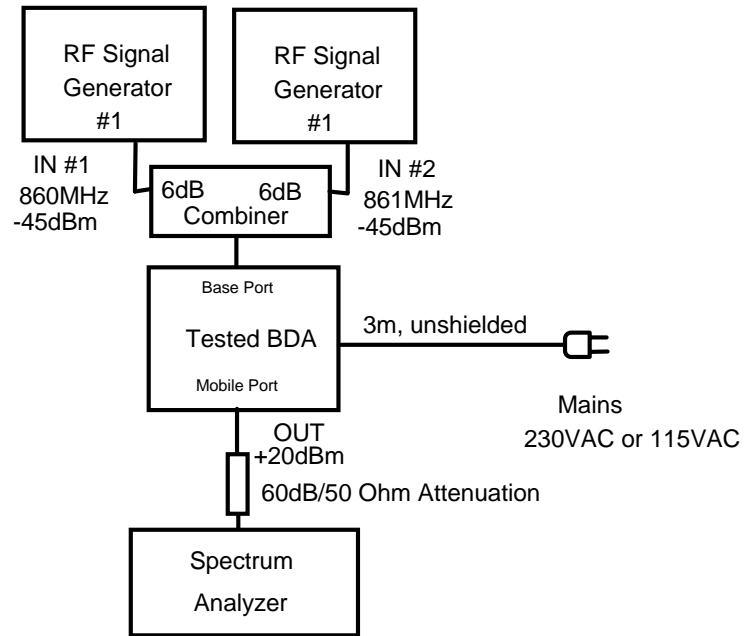 RF Signal
Generator
#1
RF Signal
Generator
#1
IN #1
860MHz
-45dBm
6dB
6dB
Combiner
IN #2
861MHz
-45dBm
Base Port
Tested BDA
Mobile Port
3m, unshielded
Mains
230VAC or 115VAC
OUT
+20dBm
60dB/50 Ohm Attenuation
Spectrum
Analyzer